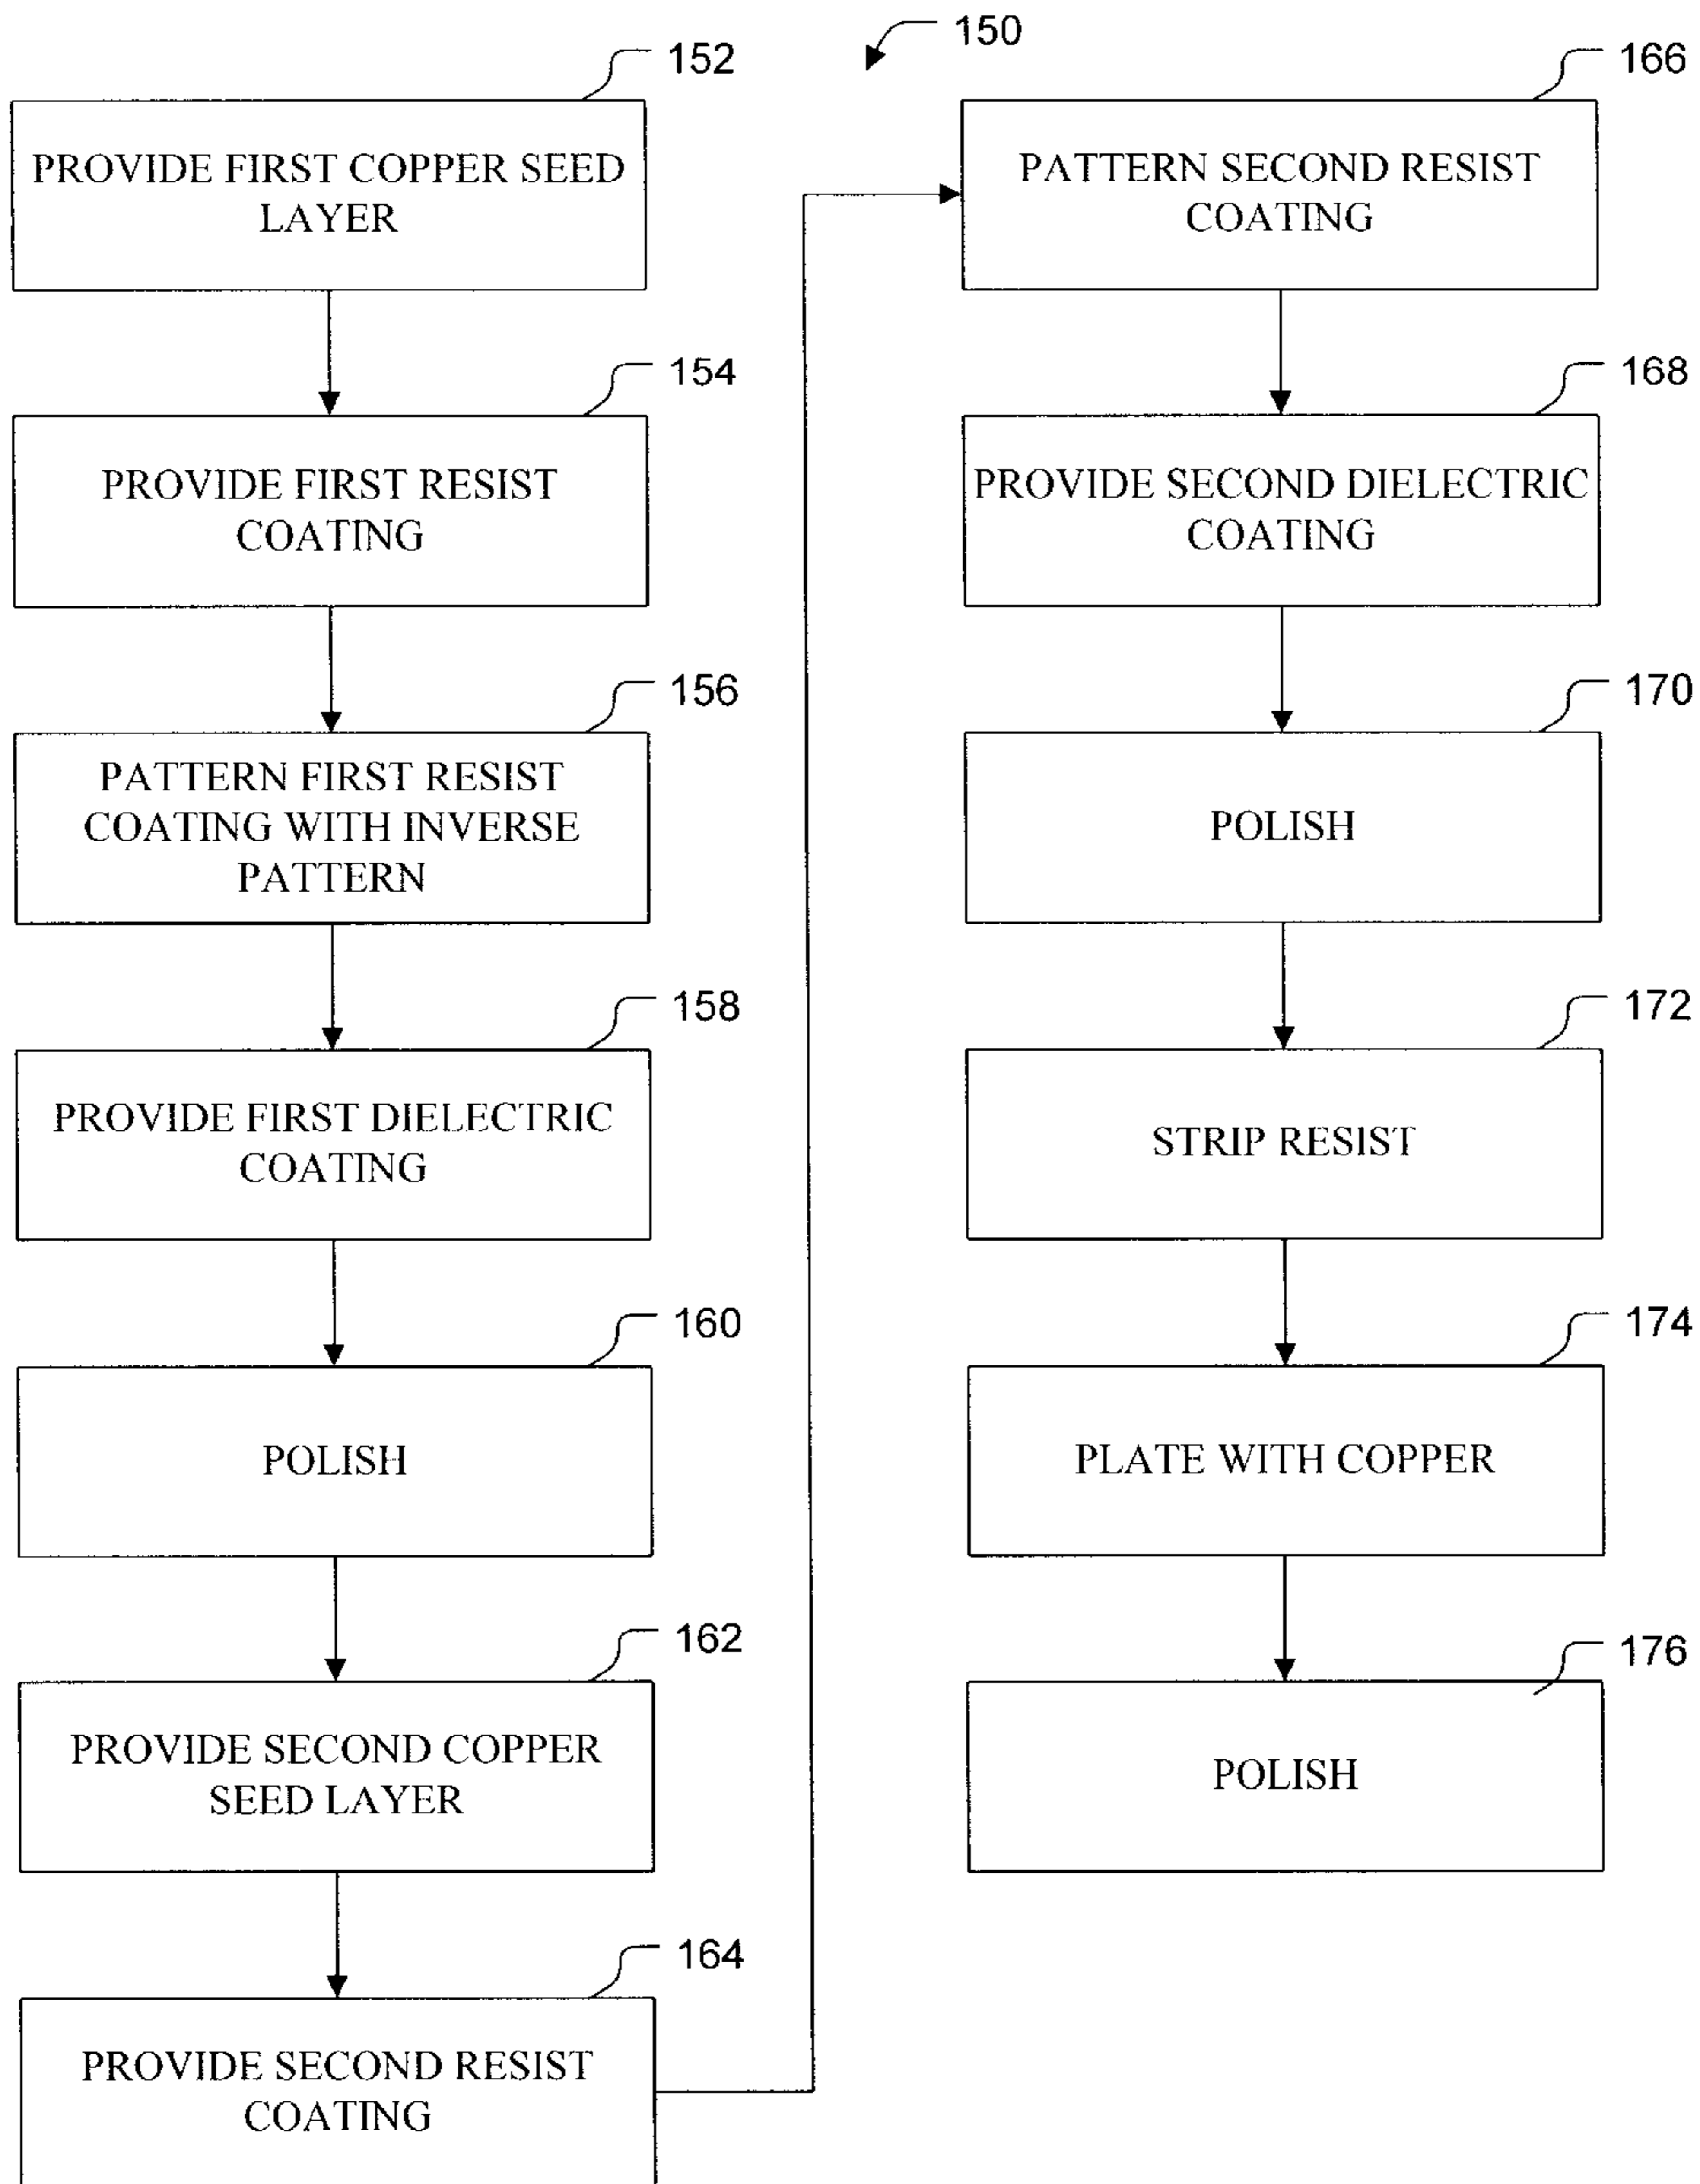 150
152
PROVIDE FIRST COPPER SEED
LAYER
154
PROVIDE FIRST RESIST
COATING
156
PATTERN FIRST RESIST
COATING WITH INVERSE
PATTERN
158
PROVIDE FIRST DIELECTRIC
COATING
160
POLISH
162
PROVIDE SECOND COPPER
SEED LAYER
164
PROVIDE SECOND RESIST
COATING
166
PATTERN SECOND RESIST
COATING
168
PROVIDE SECOND DIELECTRIC
COATING
170
POLISH
172
STRIP RESIST
174
PLATE WITH COPPER
176
POLISH